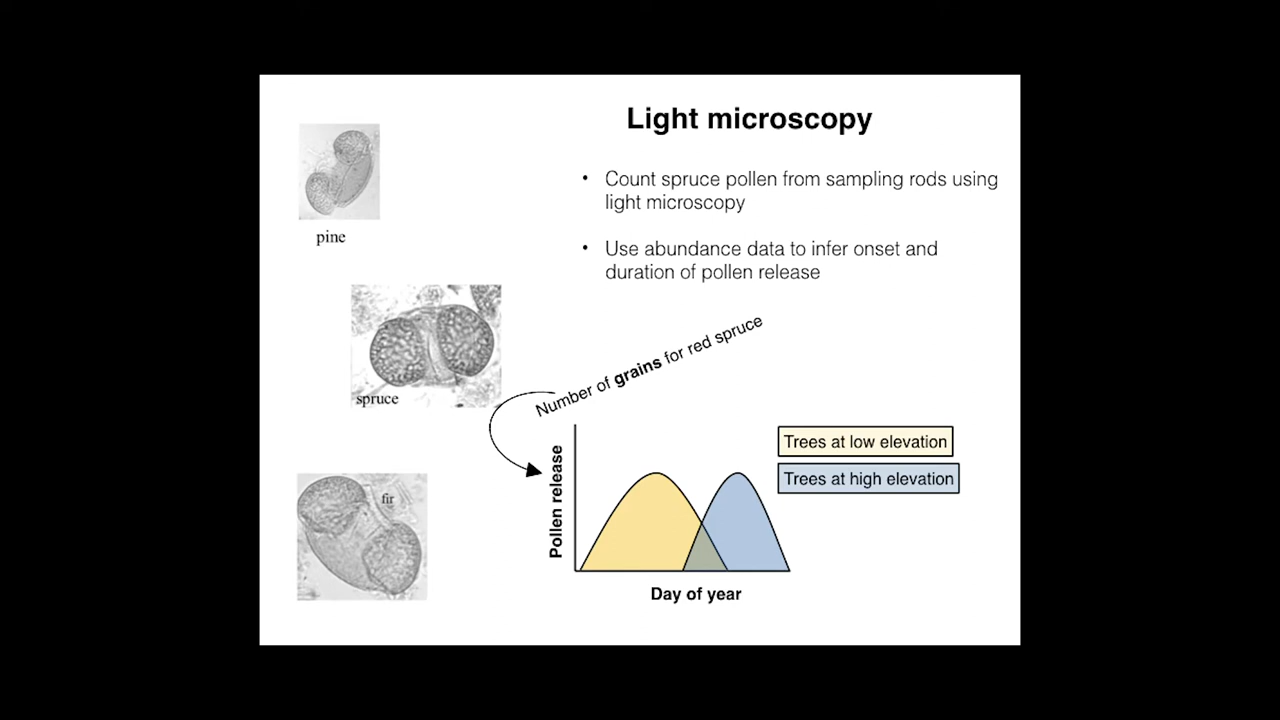 Light microscopy
pine
• Count spruce pollen from sampling rods using
light microscopy
• Use abundance data to infer onset and
duration of pollen release
spruce
Number of grains for red spruce
fir
Pollen release
Trees at low elevation
Trees at high elevation
Day of year